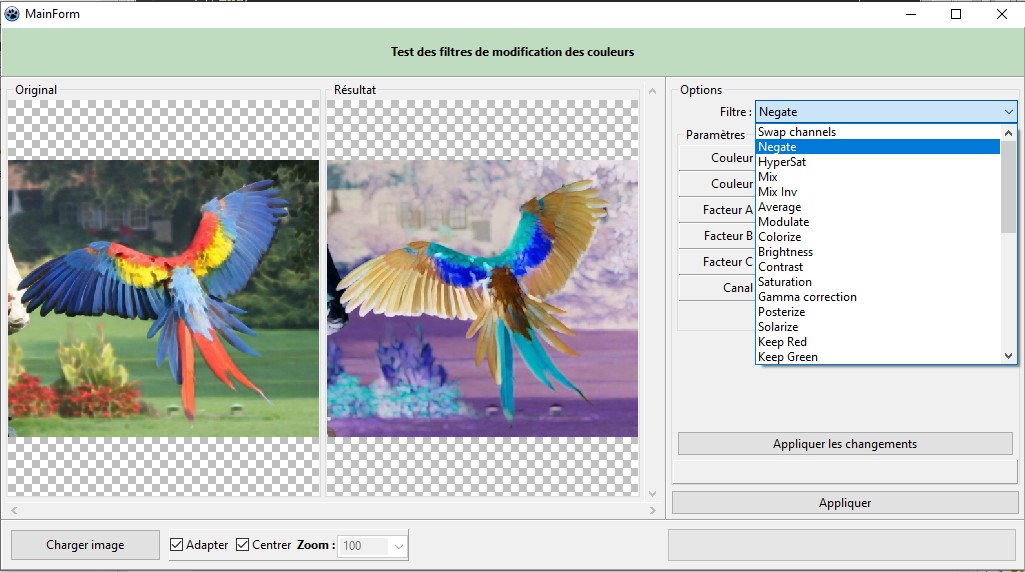 MainForm
Test des filtres de modification des couleurs
Original
Résultat
Options
Filtre :
Negate
Paramètres
Swap channels
Negate
HyperSat
Mix
Mix Inv
Average
Modulate
Colorize
Brightness
Contrast
Saturation
Gamma correction
Posterize
Solarize
Keep Red
Keep Green
Couleur
Couleur
Facteur A
Facteur B
Facteur C
Canal
Appliquer les changements
Appliquer
Charger image
Adapter
Centrer
Zoom :
100